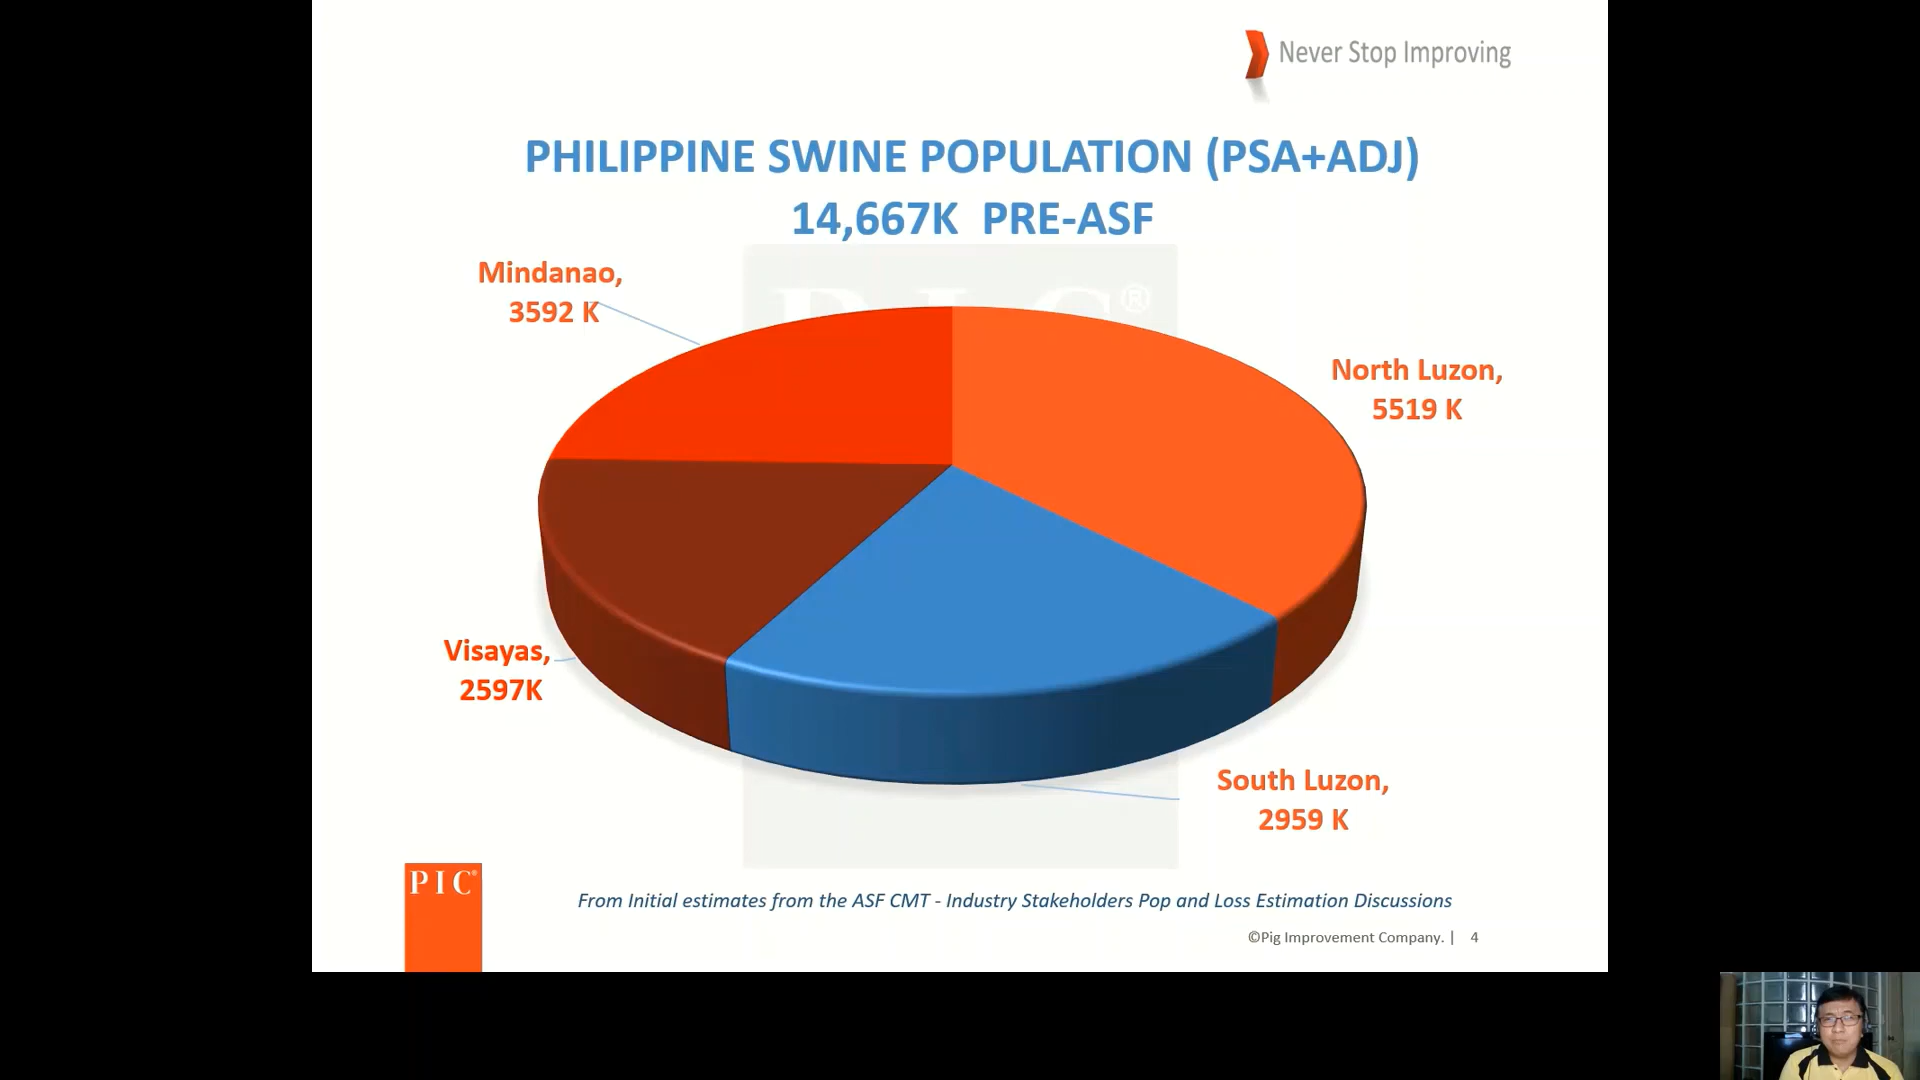 Never Stop Improving
PHILIPPINE SWINE POPULATION (PSA+ADJ)
14,667K PRE-ASF
Mindanao,
3592 K
North Luzon,
5519 K
Visayas,
2597K
South Luzon,
2959 K
PIC®
PIC®
From Initial estimates from the ASF CMT - Industry Stakeholders Pop and Loss Estimation Discussions
©Pig Improvement Company. | 4